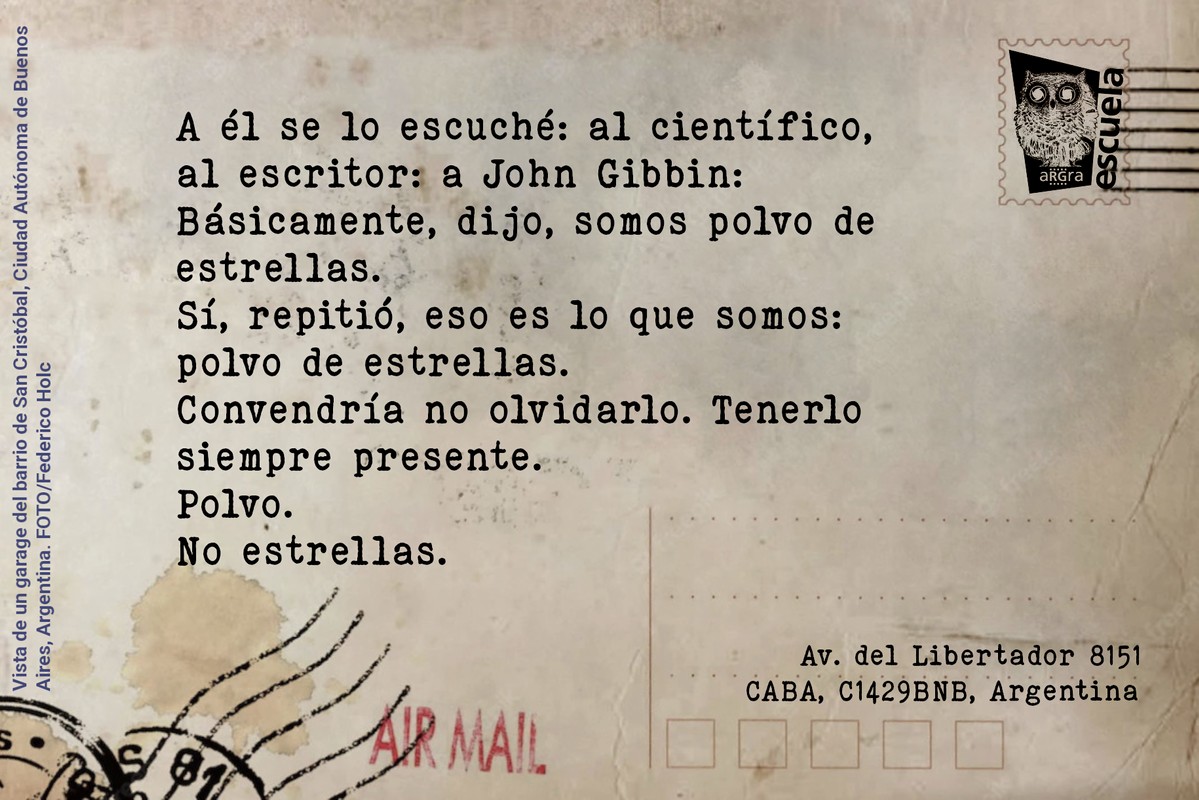 A él se lo escuché: al científico,
al escritor: a John Gibbin:
Básicamente, dijo, somos polvo de
estrellas.
Sí, repitió, eso es lo que somos:
polvo de estrellas.
Convendría no olvidarlo. Tenerlo
siempre presente.
Polvo.
No estrellas.
Vista de un garage del barrio de San Cristóbal, Ciudad Autónoma de Buenos
Aires, Argentina. FOTO/Federico Holc
escuela
aRGra
Av. del Libertador 8151
CABA, C1429BNB, Argentina
AIR MAIL
S 81